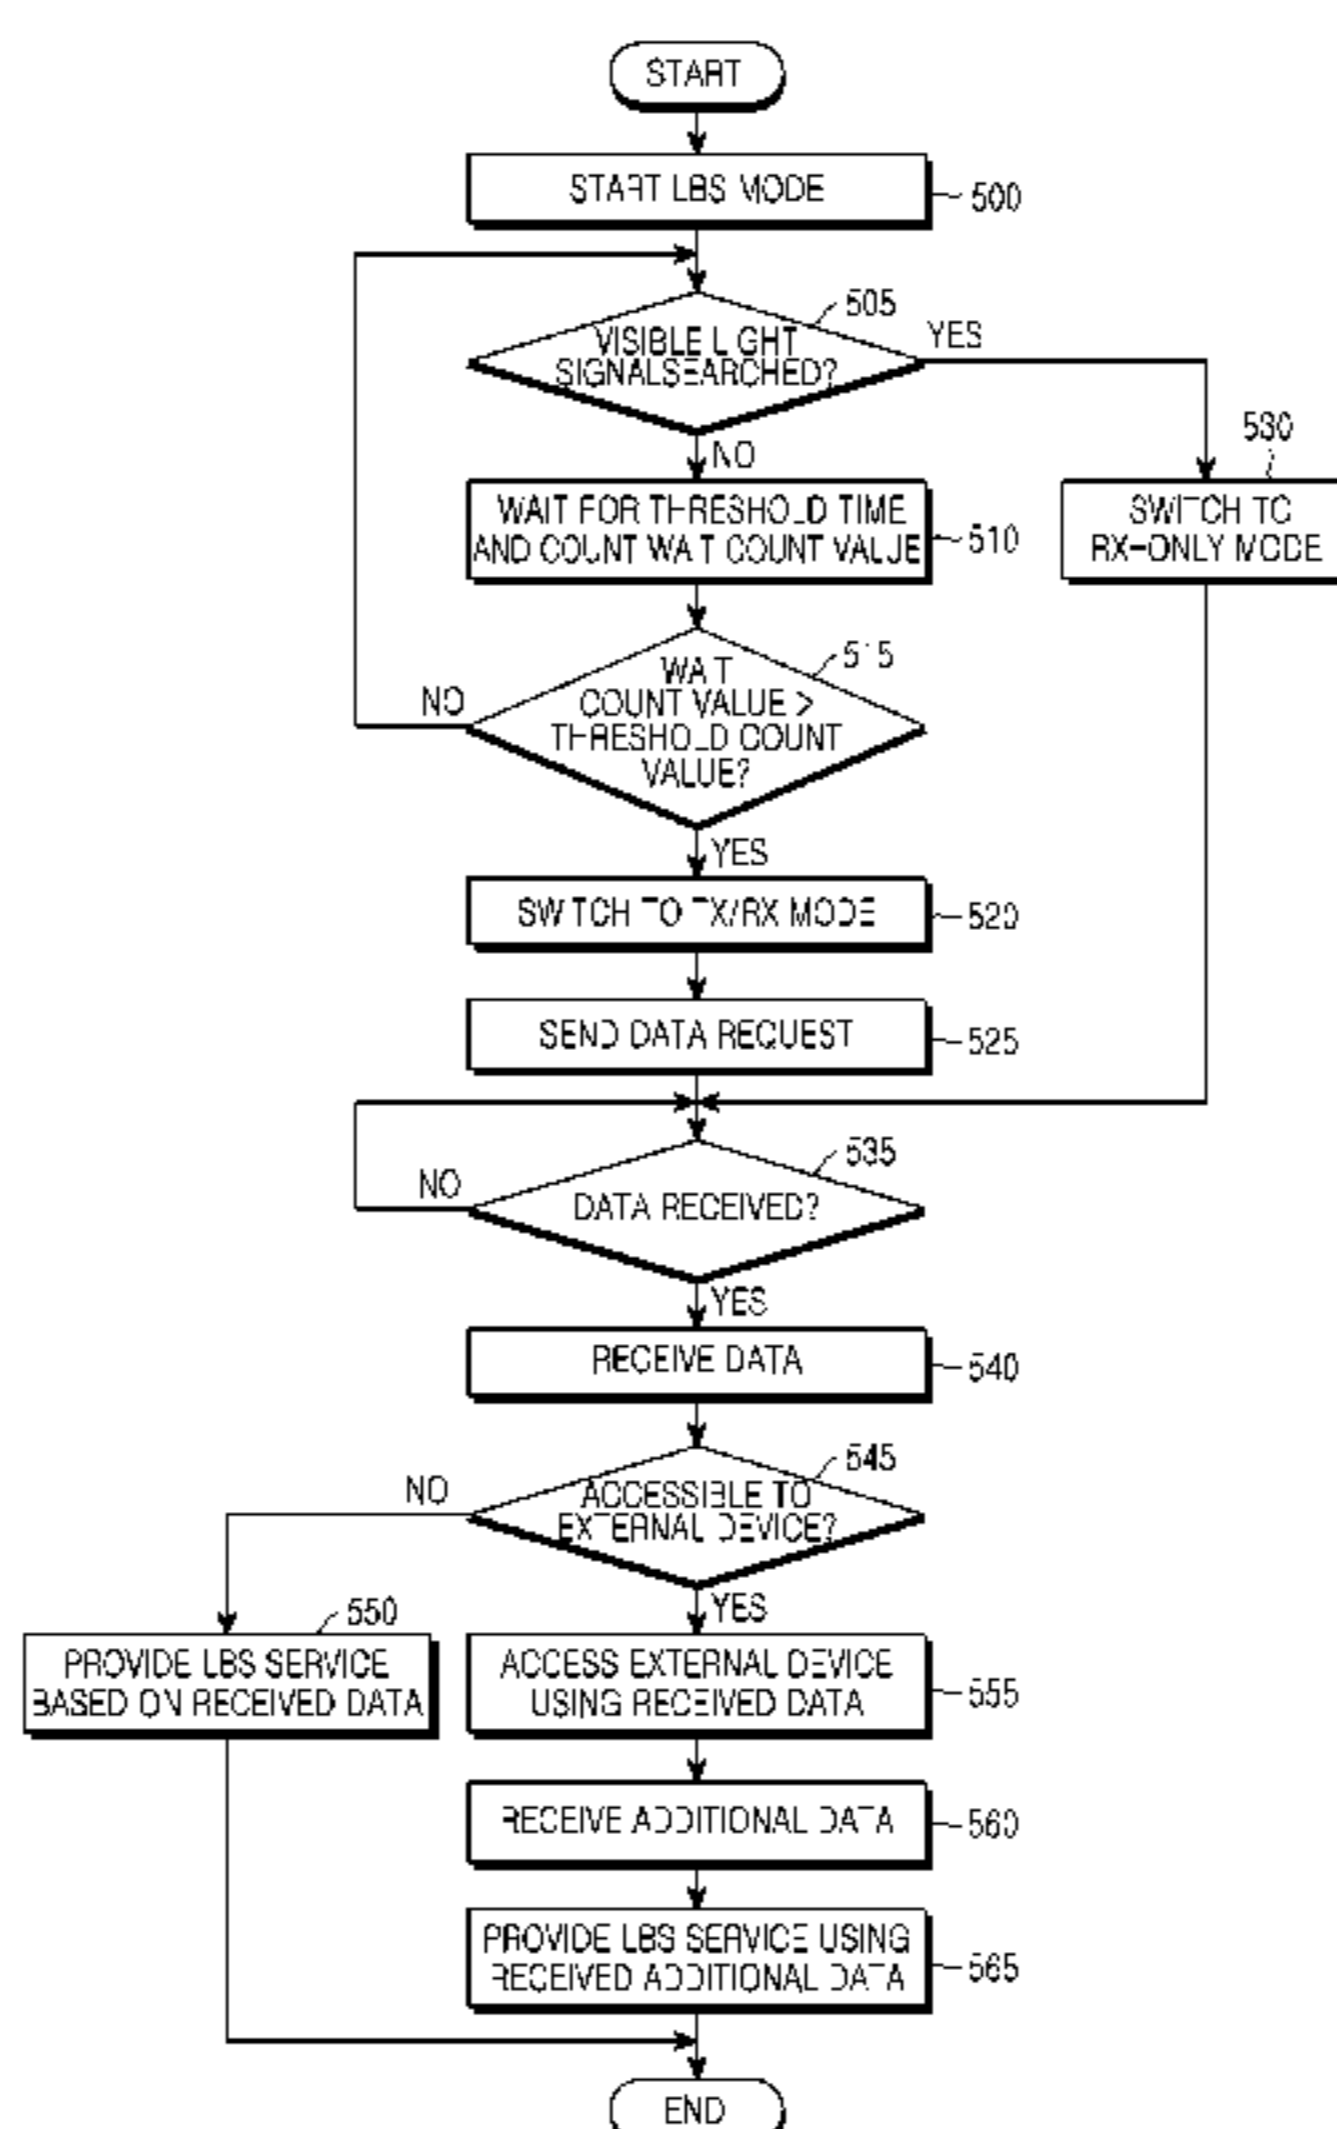 START
START LBS MODE
500
505
VISIBLE LIGHT
SIGNALSEARCHED?
YES
NO
530
SWITCH TO
RX-ONLY MODE
WAIT FOR THRESHOLD TIME
AND COUNT WAIT COUNT VALUE
510
515
WAIT
COUNT VALUE >
THRESHOLD COUNT
VALUE?
NO
YES
SWITCH TO TX/RX MODE
520
SEND DATA REQUEST
525
535
DATA RECEIVED?
NO
YES
RECEIVE DATA
540
545
ACCESSIBLE TO
EXTERNAL DEVICE?
NO
YES
550
PROVIDE LBS SERVICE
BASED ON RECEIVED DATA
ACCESS EXTERNAL DEVICE
USING RECEIVED DATA
555
RECEIVE ADDITIONAL DATA
560
PROVIDE LBS SERVICE USING
RECEIVED ADDITIONAL DATA
565
END